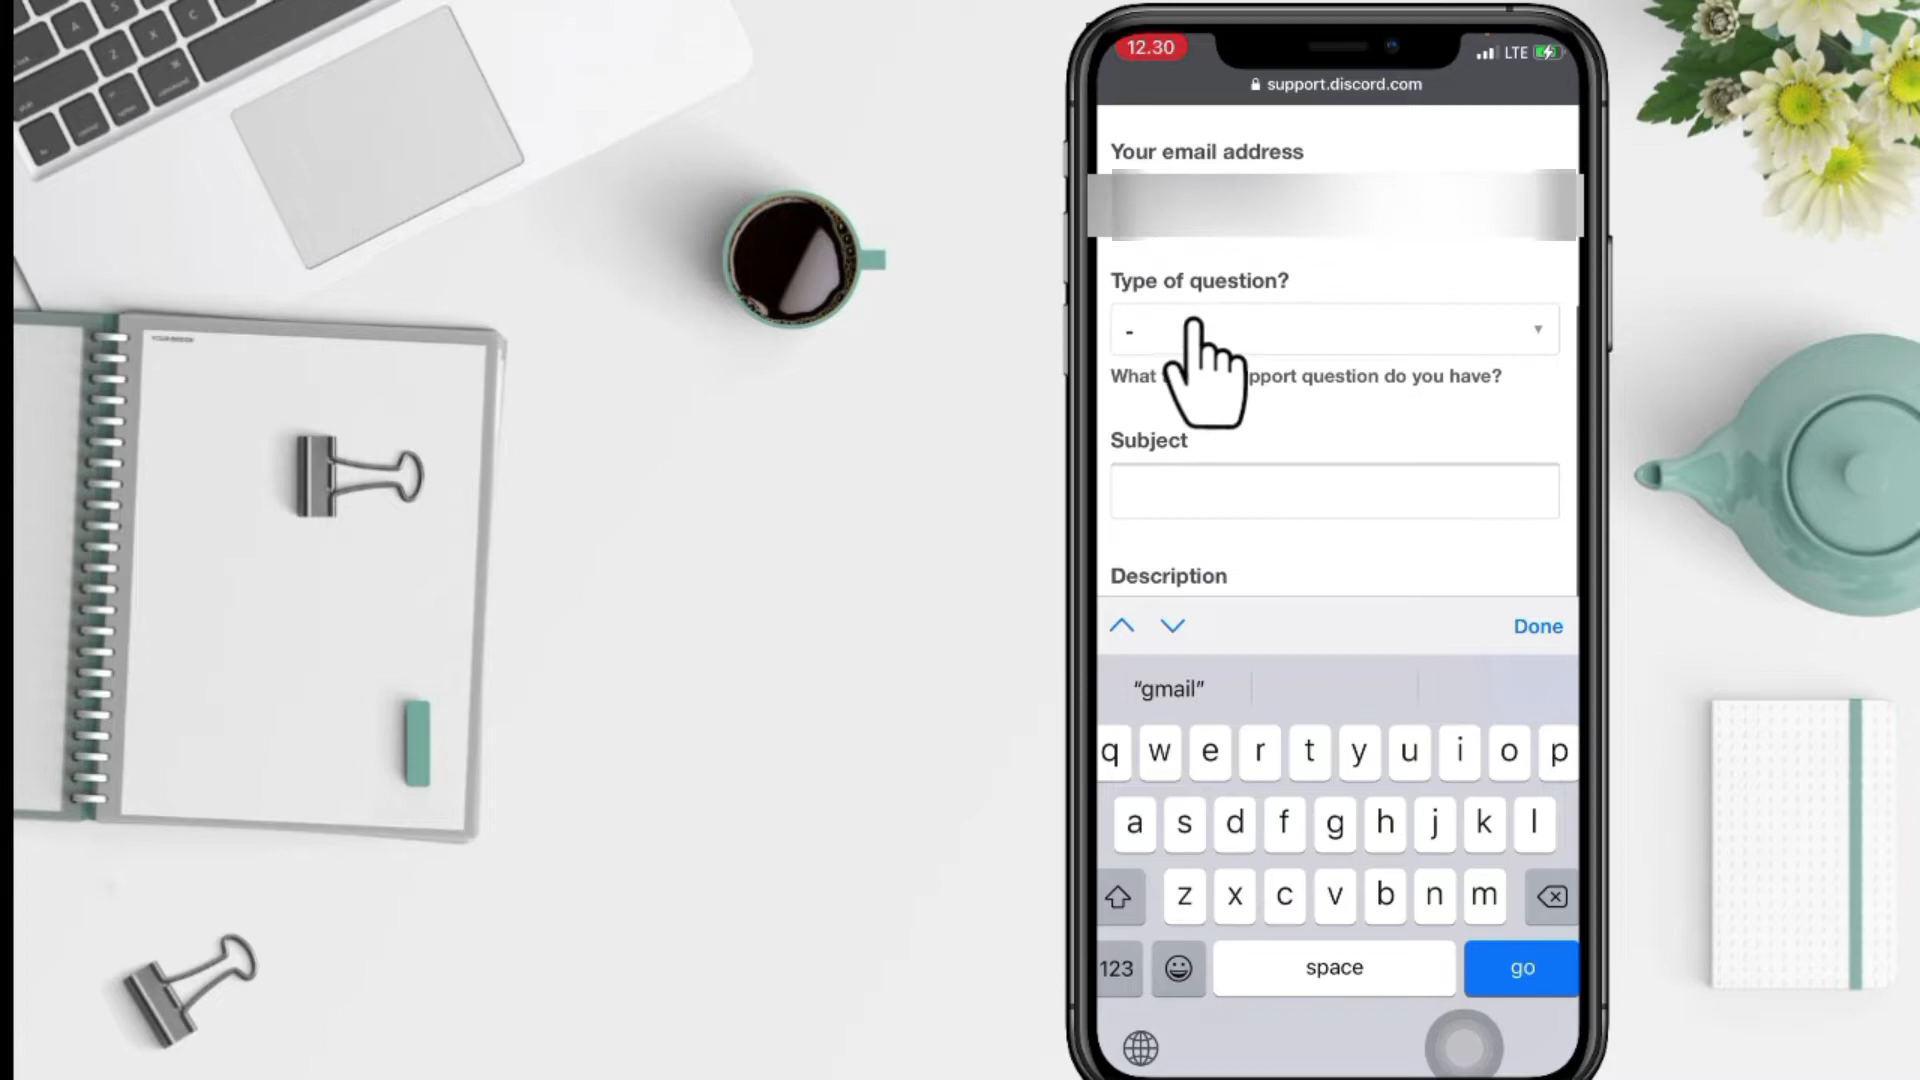 12.30
LTE
support.discord.com
Your email address
Type of question?
-
What pport question do you have?
Subject
Description
Done
“gmail”
q w e r t y u i o p
a s d f g h j k l
z x c v b n m
123
space
go